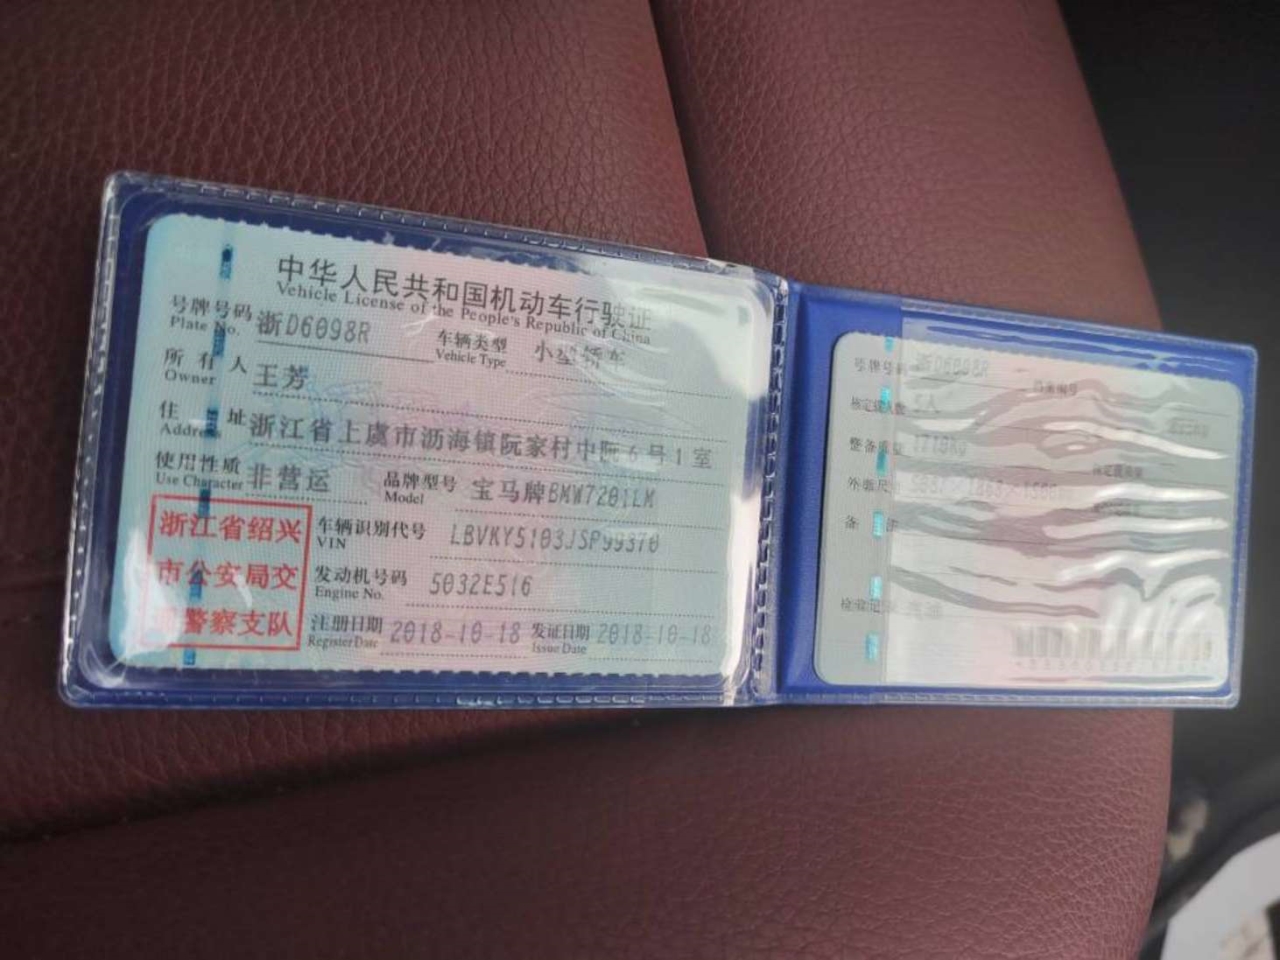 中华人民共和国机动车行驶证
Vehicle License of the People's Republic of China
号牌号码 浙D6098R 车辆类型 小型轿车
Plate No. Vehicle Type
所有人 王芳
Owner
住址 浙江省上虞市沥海镇阮家村中阮6号1室
Address
使用性质 非营运 品牌型号 宝马牌BMW7201LM
Use Character Model
浙江省绍兴
市公安局交
通警察支队
车辆识别代号 LBVKY5103JSP99370
VIN
发动机号码 5032E516
Engine No.
注册日期 2018-10-18 发证日期 2018-10-18
Register Date Issue Date
号牌号码 浙D6098R 档案编号
核定载人数 5人
整备质量
外廓尺寸
备注
检验记录